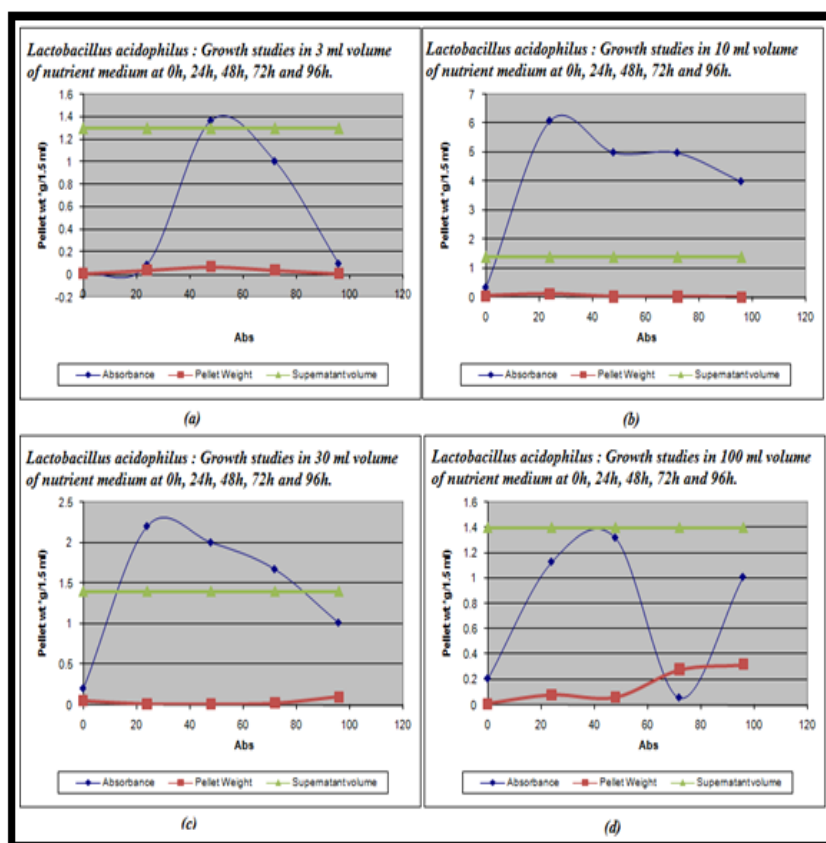 Lactobacillus acidophilus : Growth studies in 3 ml volume
of nutrient medium at 0h, 24h, 48h, 72h and 96h.
1.6
1.4
1.2
1
0.8
0.6
0.4
0.2
0
-0.2
Pellet wt *g/1.5 ml)
0 20 40 60 80 100 120
Abs
Absorbance Pellet Weight Supernatant volume
(a)
Lactobacillus acidophilus : Growth studies in 10 ml volume
of nutrient medium at 0h, 24h, 48h, 72h and 96h.
7
6
5
4
3
2
1
0
Pellet wt *g/1.5 ml)
0 20 40 60 80 100 120
Abs
Absorbance Pellet Weight Supernatant volume
(b)
Lactobacillus acidophilus : Growth studies in 30 ml volume
of nutrient medium at 0h, 24h, 48h, 72h and 96h.
2.5
2
1.5
1
0.5
0
Pellet wt *g/1.5 ml)
0 20 40 60 80 100 120
Abs
Absorbance Pellet Weight Supernatant volume
(c)
Lactobacillus acidophilus : Growth studies in 100 ml volume
of nutrient medium at 0h, 24h, 48h, 72h and 96h.
1.6
1.4
1.2
1
0.8
0.6
0.4
0.2
0
Pellet wt *g/1.5 ml)
0 20 40 60 80 100 120
Abs
Absorbance Pellet Weight Supernatant volume
(d)